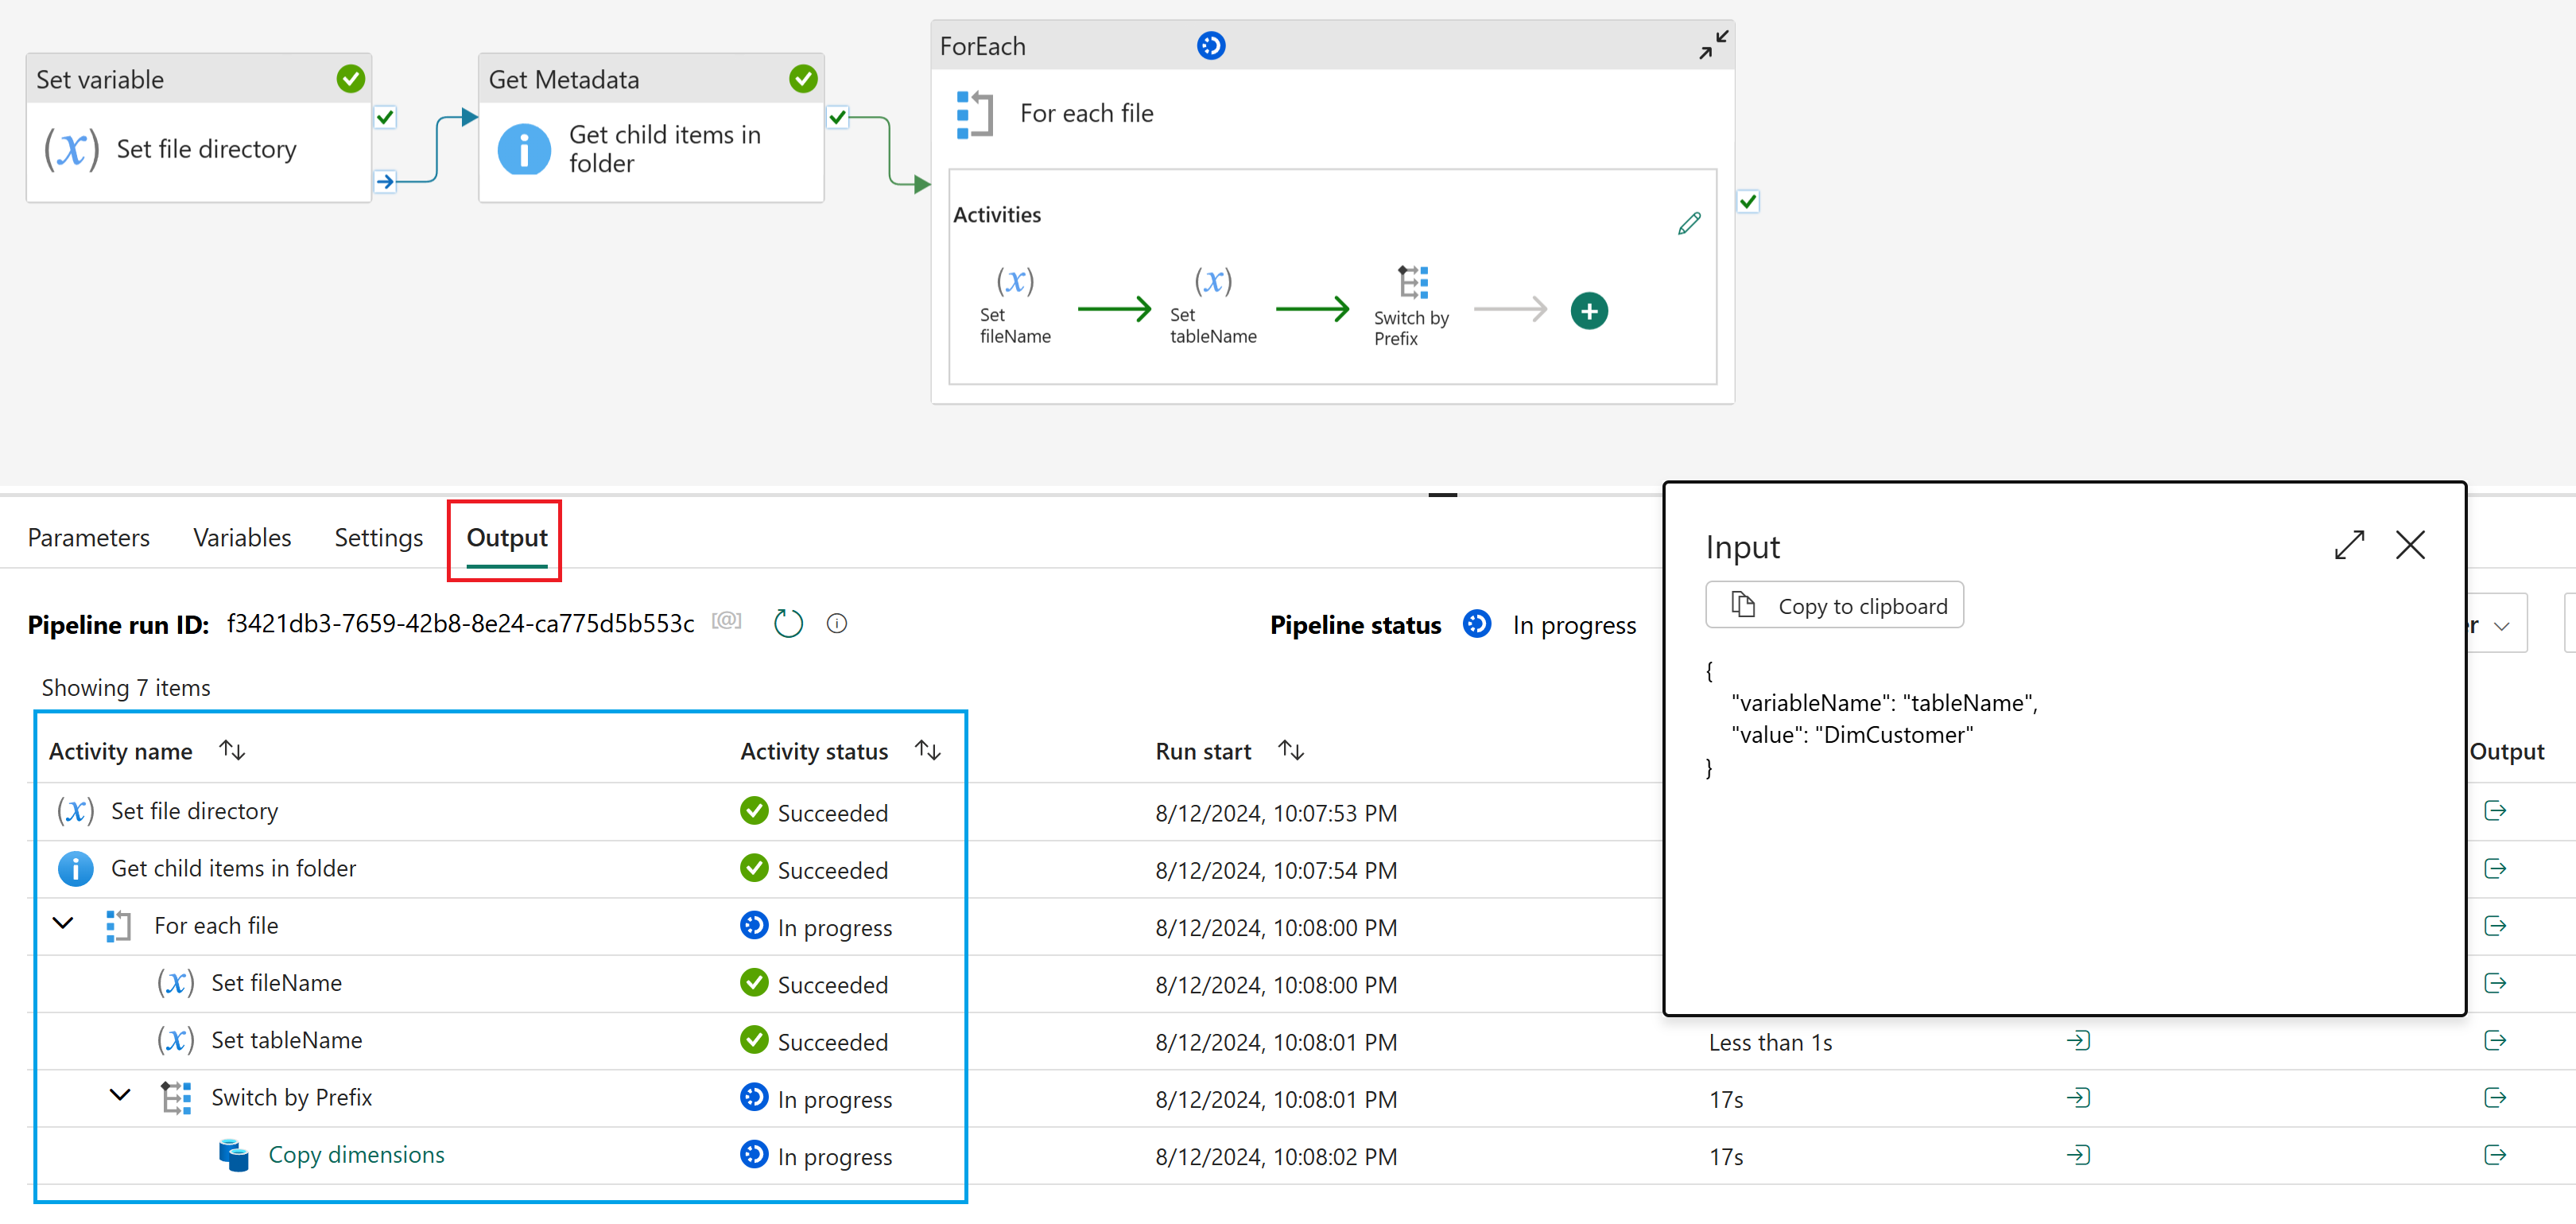 Set variable
Set file directory
Get Metadata
Get child items in
folder
ForEach
For each file
Activities
Set
fileName
Set
tableName
Switch by
Prefix
Parameters
Variables
Settings
Output
Pipeline run ID: f3421db3-7659-42b8-8e24-ca775d5b553c [@]
Pipeline status In progress
r
Showing 7 items
Input
Copy to clipboard
{
"variableName": "tableName",
"value": "DimCustomer"
}
Activity name Activity status Run start Output
(x) Set file directory Succeeded 8/12/2024, 10:07:53 PM
Get child items in folder Succeeded 8/12/2024, 10:07:54 PM
For each file In progress 8/12/2024, 10:08:00 PM
(x) Set fileName Succeeded 8/12/2024, 10:08:00 PM
(x) Set tableName Succeeded 8/12/2024, 10:08:01 PM Less than 1s
Switch by Prefix In progress 8/12/2024, 10:08:01 PM 17s
Copy dimensions In progress 8/12/2024, 10:08:02 PM 17s